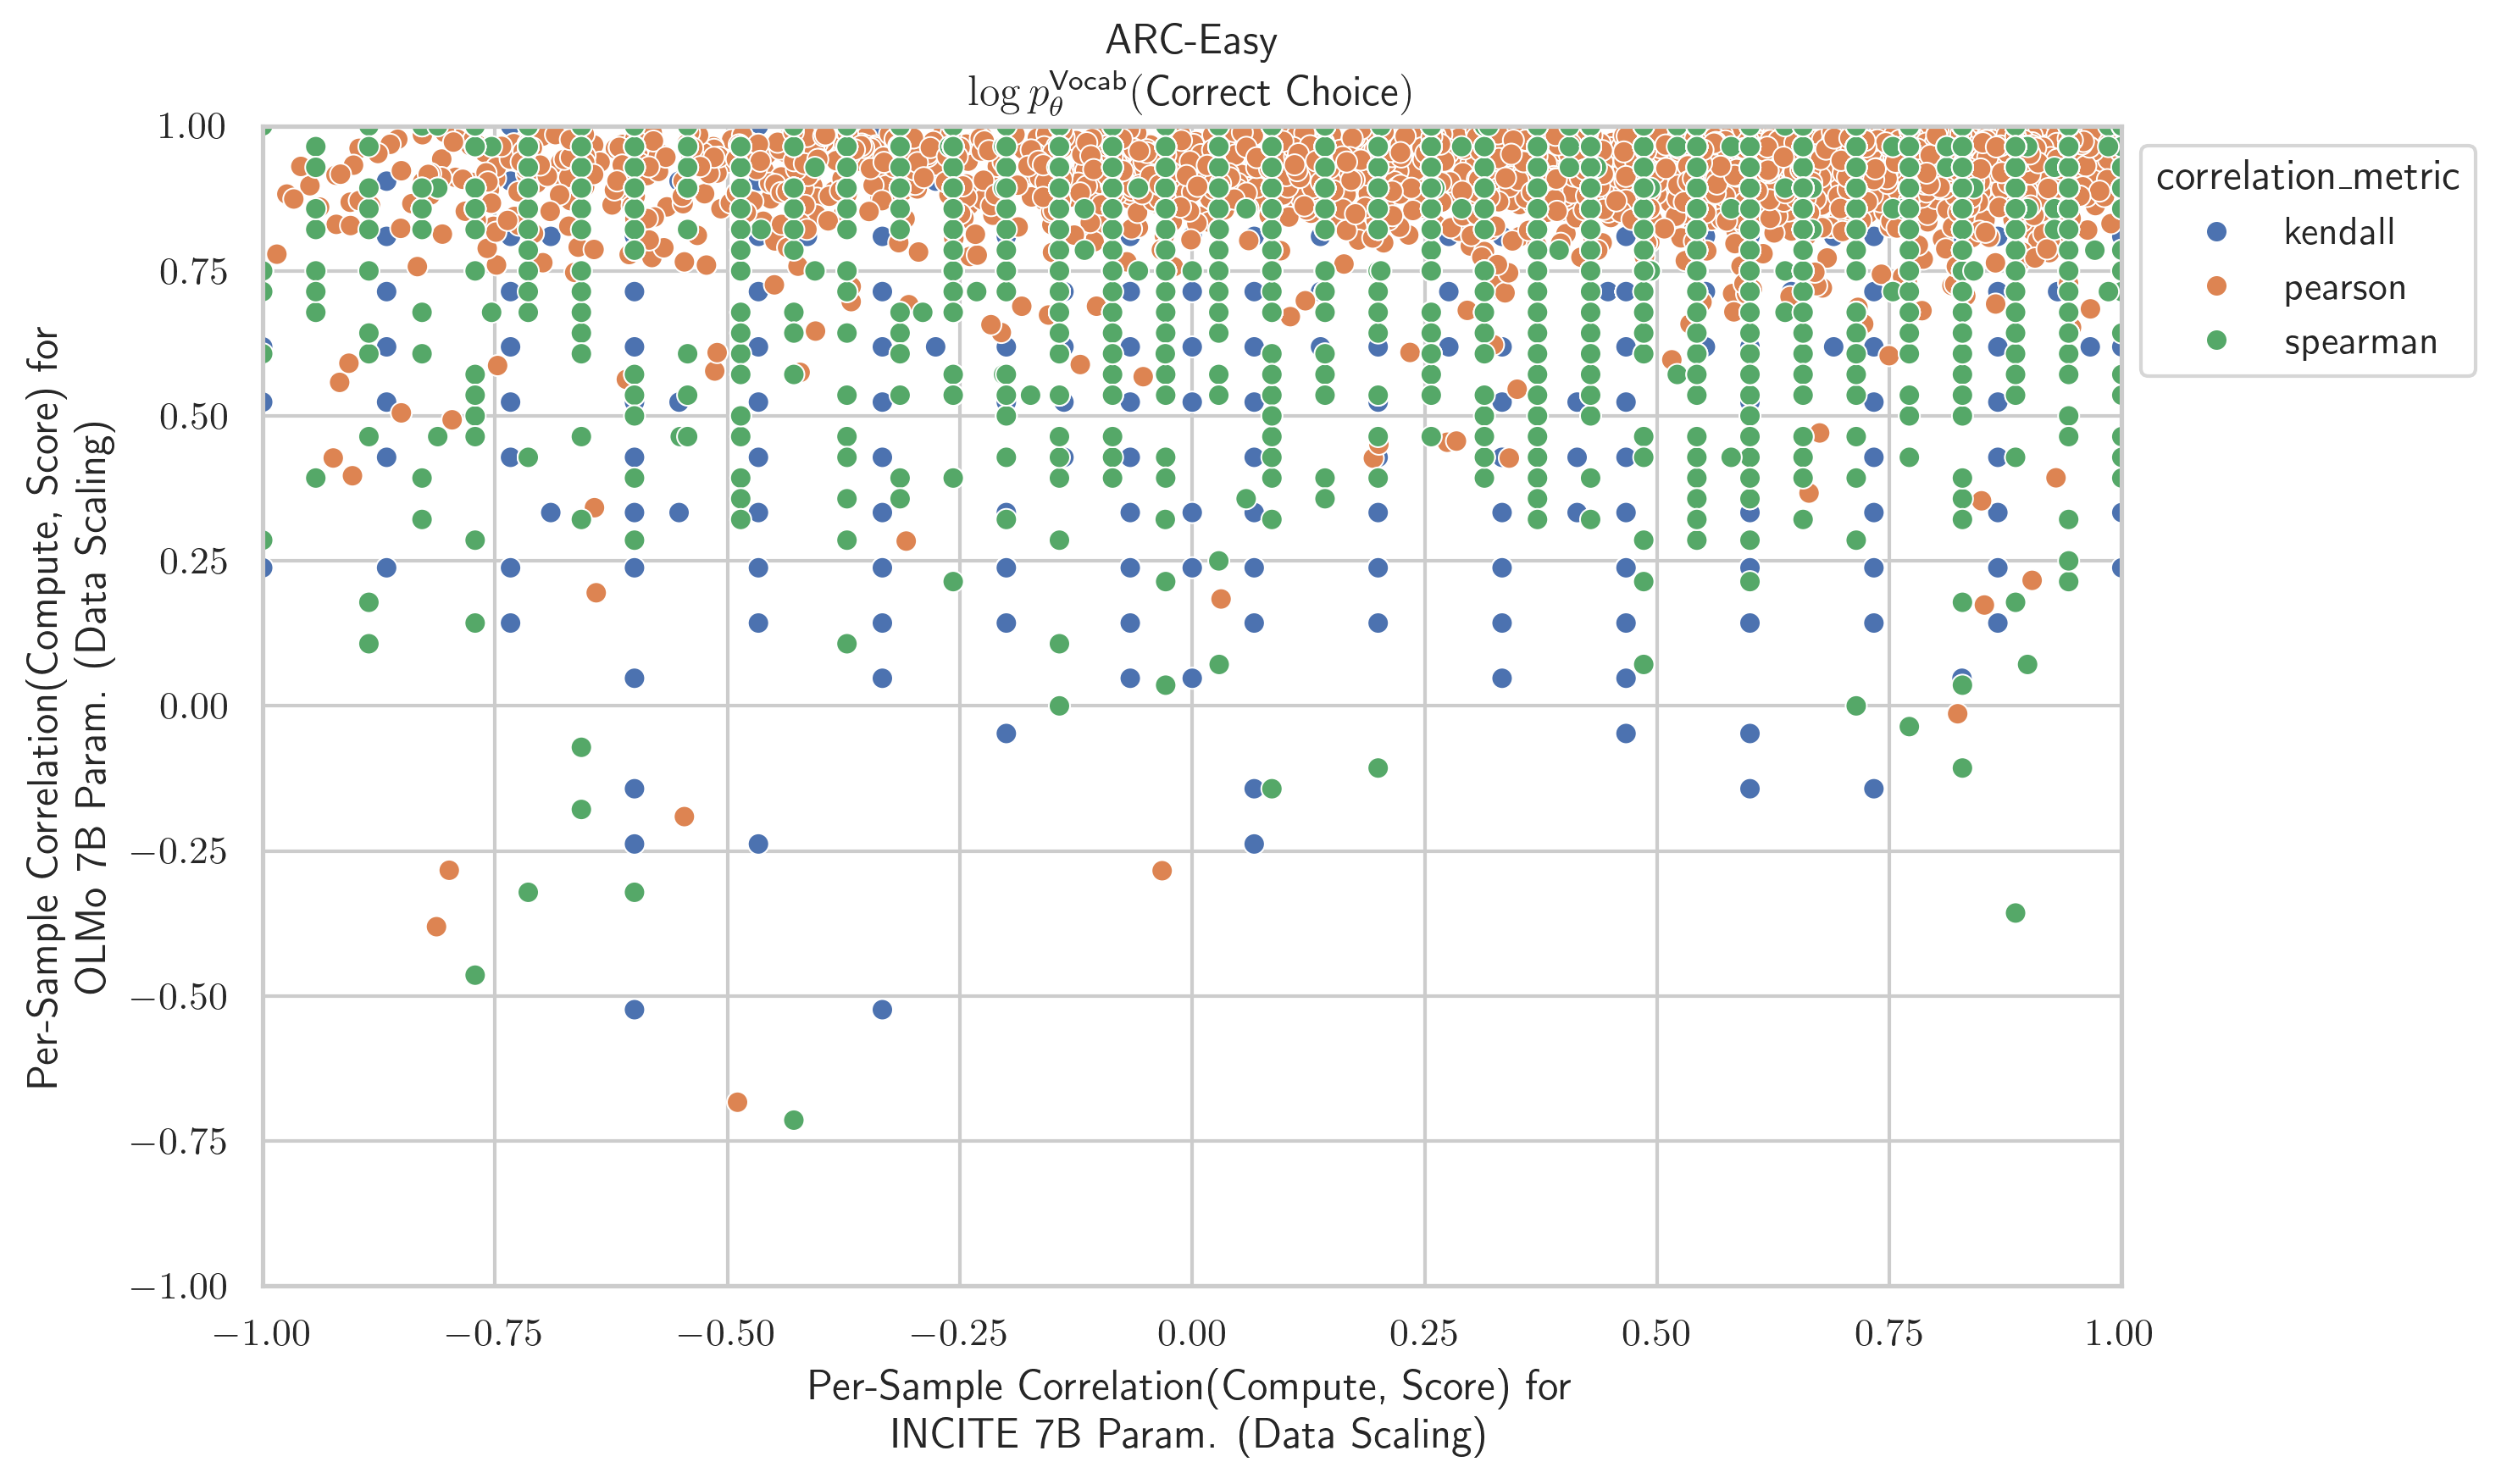 ARC-Easy
log p_θ^Vocab(Correct Choice)
1.00
0.75
0.50
0.25
0.00
−0.25
−0.50
−0.75
−1.00
Per-Sample Correlation(Compute, Score) for
OLMo 7B Param. (Data Scaling)
correlation_metric
kendall
pearson
spearman
−1.00 −0.75 −0.50 −0.25 0.00 0.25 0.50 0.75 1.00
Per-Sample Correlation(Compute, Score) for
INCITE 7B Param. (Data Scaling)